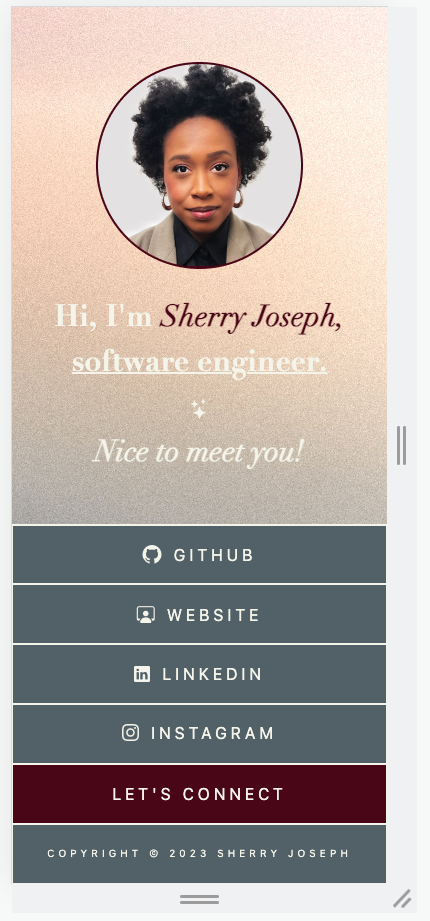 Hi, I'm Sherry Joseph,
software engineer.
Nice to meet you!
GITHUB
WEBSITE
LINKEDIN
INSTAGRAM
LET'S CONNECT
COPYRIGHT © 2023 SHERRY JOSEPH